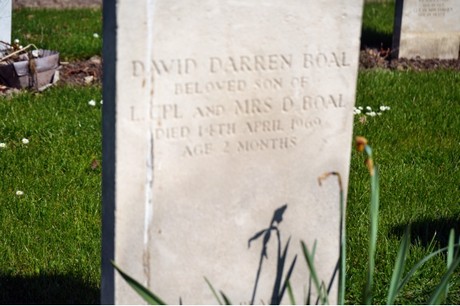 DAVID DARREN BOAL
BELOVED SON OF
L.CPL AND MRS D BOAL
DIED 14TH APRIL 1969
AGE 2 MONTHS